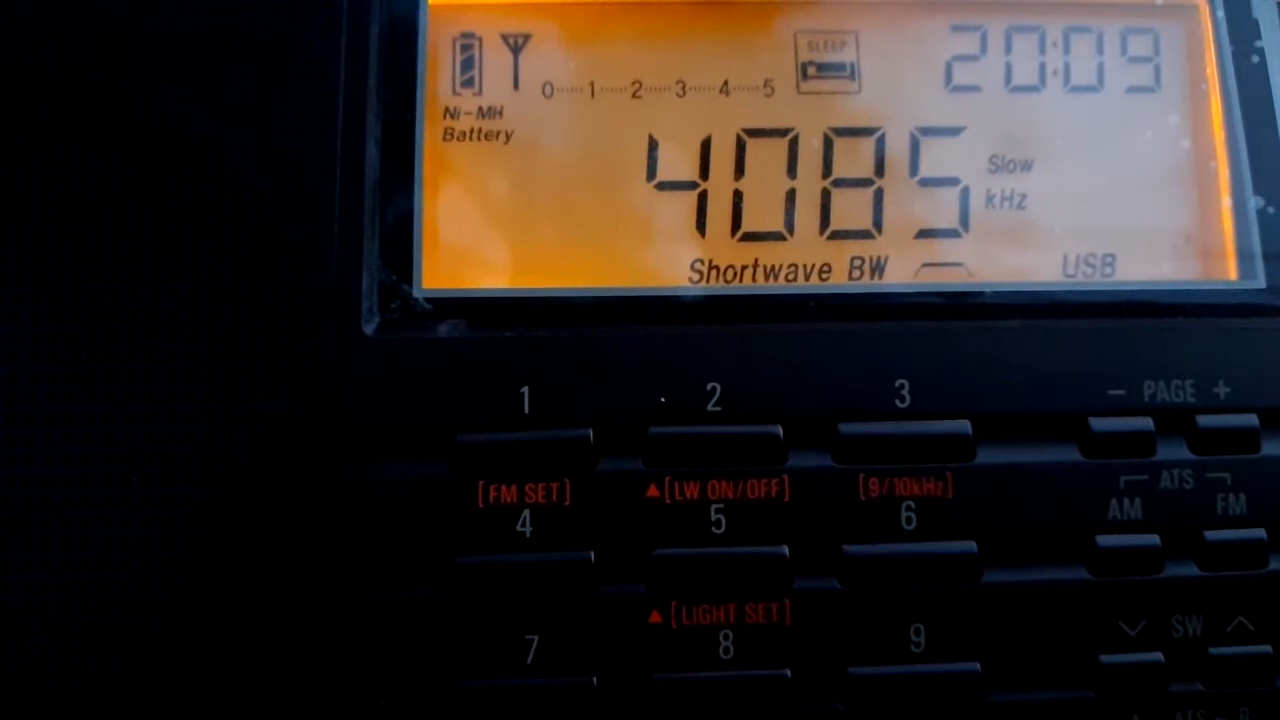 SLEEP 20:09
0 1 2 3 4 5
Ni-MH
Battery
4085 Slow
kHz
Shortwave BW USB
1 2 3 - PAGE +
[FM SET] ▲[LW ON/OFF] [9/10kHz] ATS
4 5 6 AM FM
▲[LIGHT SET]
7 8 9 SW